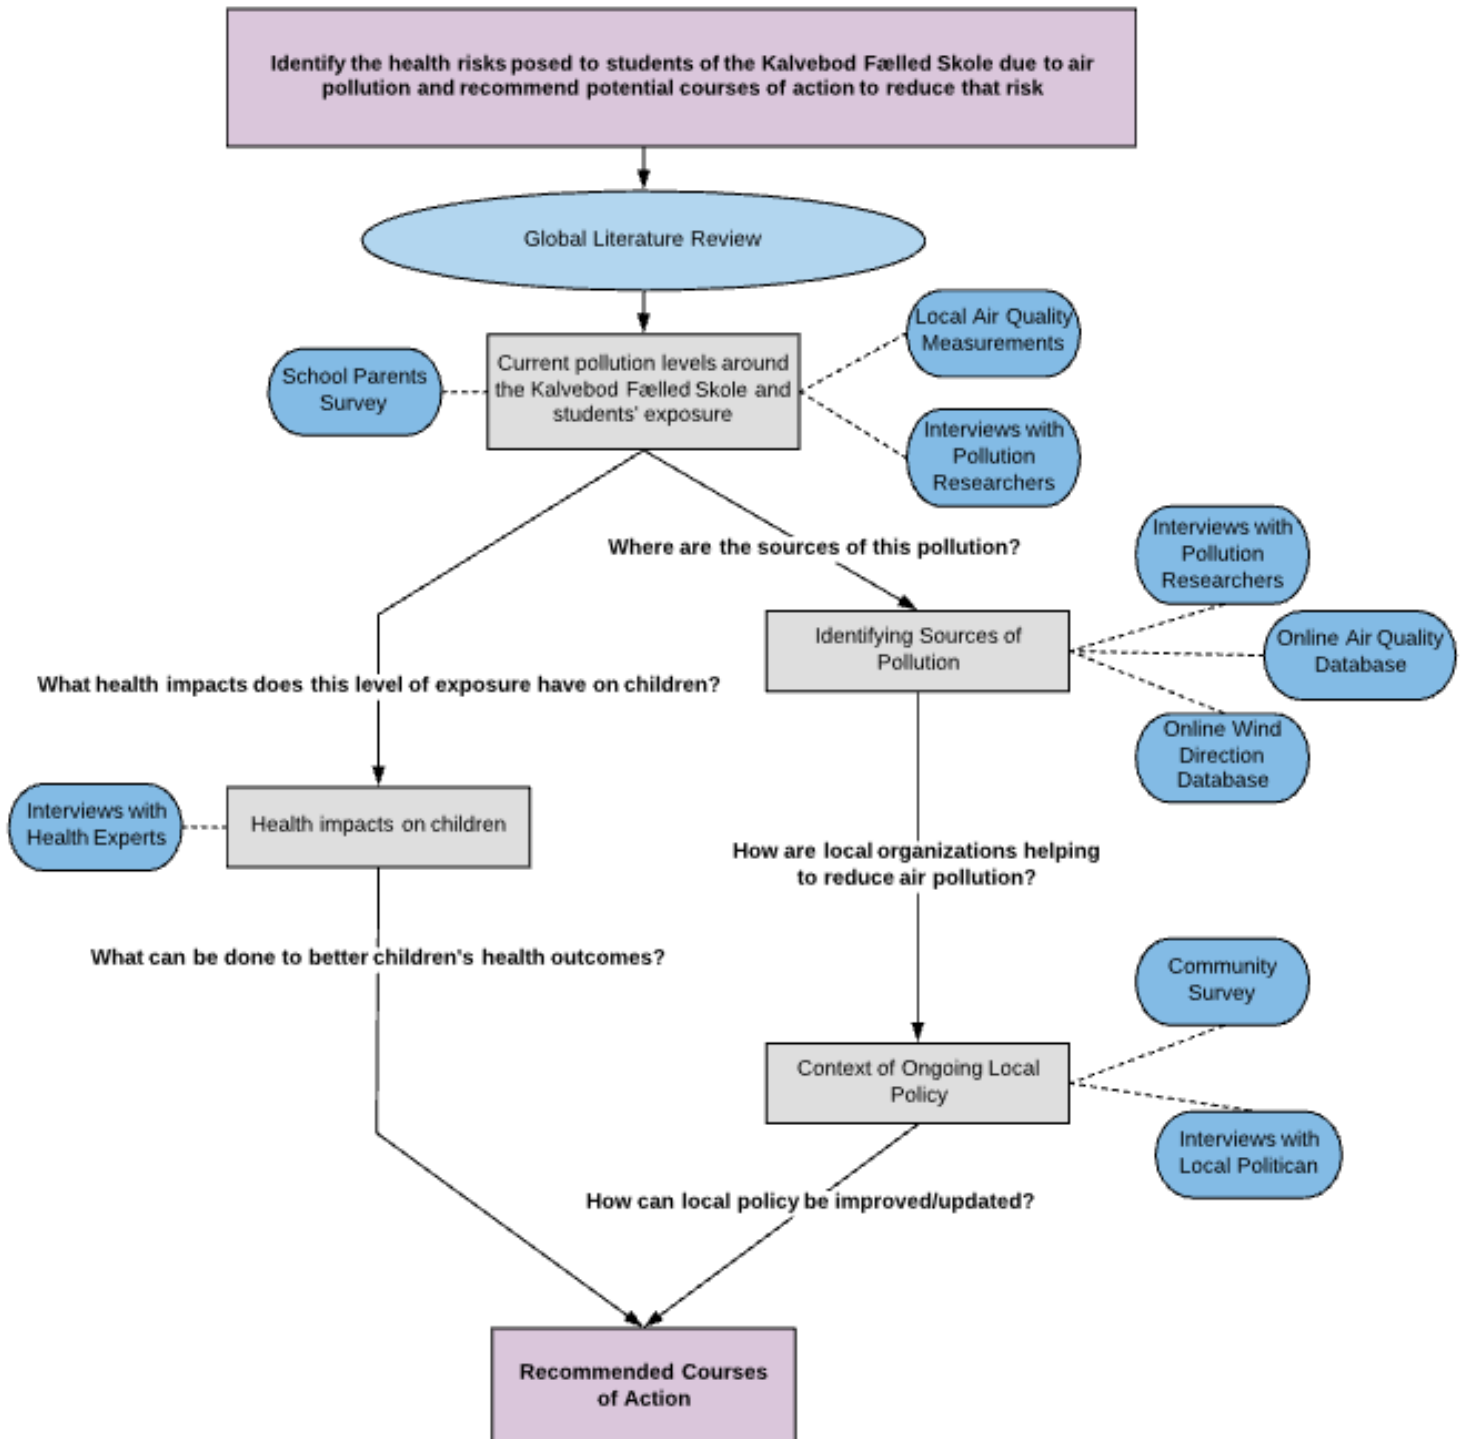 Identify the health risks posed to students of the Kalvebod Fælled Skole due to air
pollution and recommend potential courses of action to reduce that risk
Global Literature Review
Local Air Quality
Measurements
Current pollution levels around
the Kalvebod Fælled Skole and
students' exposure
School Parents
Survey
Interviews with
Pollution
Researchers
Where are the sources of this pollution?
Interviews with
Pollution
Researchers
Identifying Sources of
Pollution
Online Air Quality
Database
What health impacts does this level of exposure have on children?
Online Wind
Direction
Database
Interviews with
Health Experts
Health impacts on children
How are local organizations helping
to reduce air pollution?
What can be done to better children's health outcomes?
Community
Survey
Context of Ongoing Local
Policy
Interviews with
Local Politican
How can local policy be improved/updated?
Recommended Courses
of Action